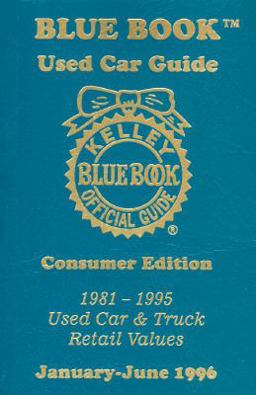 BLUE BOOK™
Used Car Guide
KELLEY
BLUE BOOK
OFFICIAL GUIDE
®
Consumer Edition
1981 – 1995
Used Car & Truck
Retail Values
January-June 1996